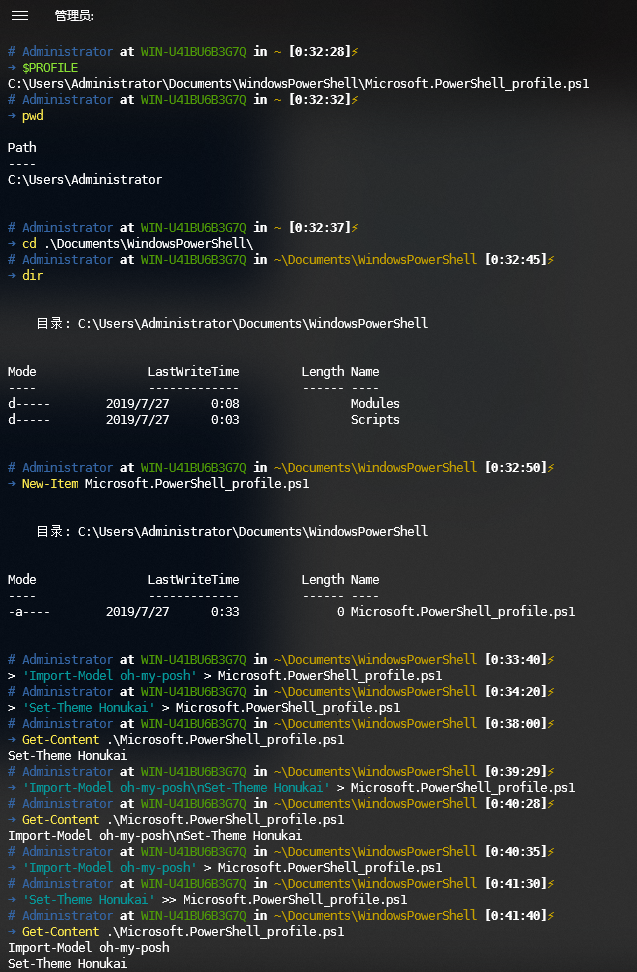 管理员:
# Administrator at WIN-U41BU6B3G7Q in ~ [0:32:28]⚡
➜ $PROFILE
C:\Users\Administrator\Documents\WindowsPowerShell\Microsoft.PowerShell_profile.ps1
# Administrator at WIN-U41BU6B3G7Q in ~ [0:32:32]⚡
➜ pwd
Path
----
C:\Users\Administrator
# Administrator at WIN-U41BU6B3G7Q in ~ [0:32:37]⚡
➜ cd .\Documents\WindowsPowerShell\
# Administrator at WIN-U41BU6B3G7Q in ~\Documents\WindowsPowerShell [0:32:45]⚡
➜ dir
目录: C:\Users\Administrator\Documents\WindowsPowerShell
Mode                LastWriteTime         Length Name
----                -------------         ------ ----
d-----        2019/7/27      0:08                Modules
d-----        2019/7/27      0:03                Scripts
# Administrator at WIN-U41BU6B3G7Q in ~\Documents\WindowsPowerShell [0:32:50]⚡
➜ New-Item Microsoft.PowerShell_profile.ps1
目录: C:\Users\Administrator\Documents\WindowsPowerShell
Mode                LastWriteTime         Length Name
----                -------------         ------ ----
-a----        2019/7/27      0:33              0 Microsoft.PowerShell_profile.ps1
# Administrator at WIN-U41BU6B3G7Q in ~\Documents\WindowsPowerShell [0:33:40]⚡
> 'Import-Model oh-my-posh' > Microsoft.PowerShell_profile.ps1
# Administrator at WIN-U41BU6B3G7Q in ~\Documents\WindowsPowerShell [0:34:20]⚡
> 'Set-Theme Honukai' > Microsoft.PowerShell_profile.ps1
# Administrator at WIN-U41BU6B3G7Q in ~\Documents\WindowsPowerShell [0:38:00]⚡
➜ Get-Content .\Microsoft.PowerShell_profile.ps1
Set-Theme Honukai
# Administrator at WIN-U41BU6B3G7Q in ~\Documents\WindowsPowerShell [0:39:29]⚡
➜ 'Import-Model oh-my-posh\nSet-Theme Honukai' > Microsoft.PowerShell_profile.ps1
# Administrator at WIN-U41BU6B3G7Q in ~\Documents\WindowsPowerShell [0:40:28]⚡
➜ Get-Content .\Microsoft.PowerShell_profile.ps1
Import-Model oh-my-posh\nSet-Theme Honukai
# Administrator at WIN-U41BU6B3G7Q in ~\Documents\WindowsPowerShell [0:40:35]⚡
➜ 'Import-Model oh-my-posh' > Microsoft.PowerShell_profile.ps1
# Administrator at WIN-U41BU6B3G7Q in ~\Documents\WindowsPowerShell [0:41:30]⚡
➜ 'Set-Theme Honukai' >> Microsoft.PowerShell_profile.ps1
# Administrator at WIN-U41BU6B3G7Q in ~\Documents\WindowsPowerShell [0:41:40]⚡
➜ Get-Content .\Microsoft.PowerShell_profile.ps1
Import-Model oh-my-posh
Set-Theme Honukai